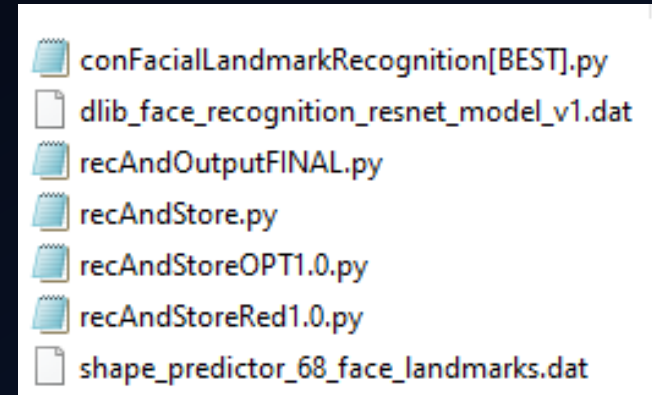 conFacialLandmarkRecognition[BEST].py
dlib_face_recognition_resnet_model_v1.dat
recAndOutputFINAL.py
recAndStore.py
recAndStoreOPT1.0.py
recAndStoreRed1.0.py
shape_predictor_68_face_landmarks.dat